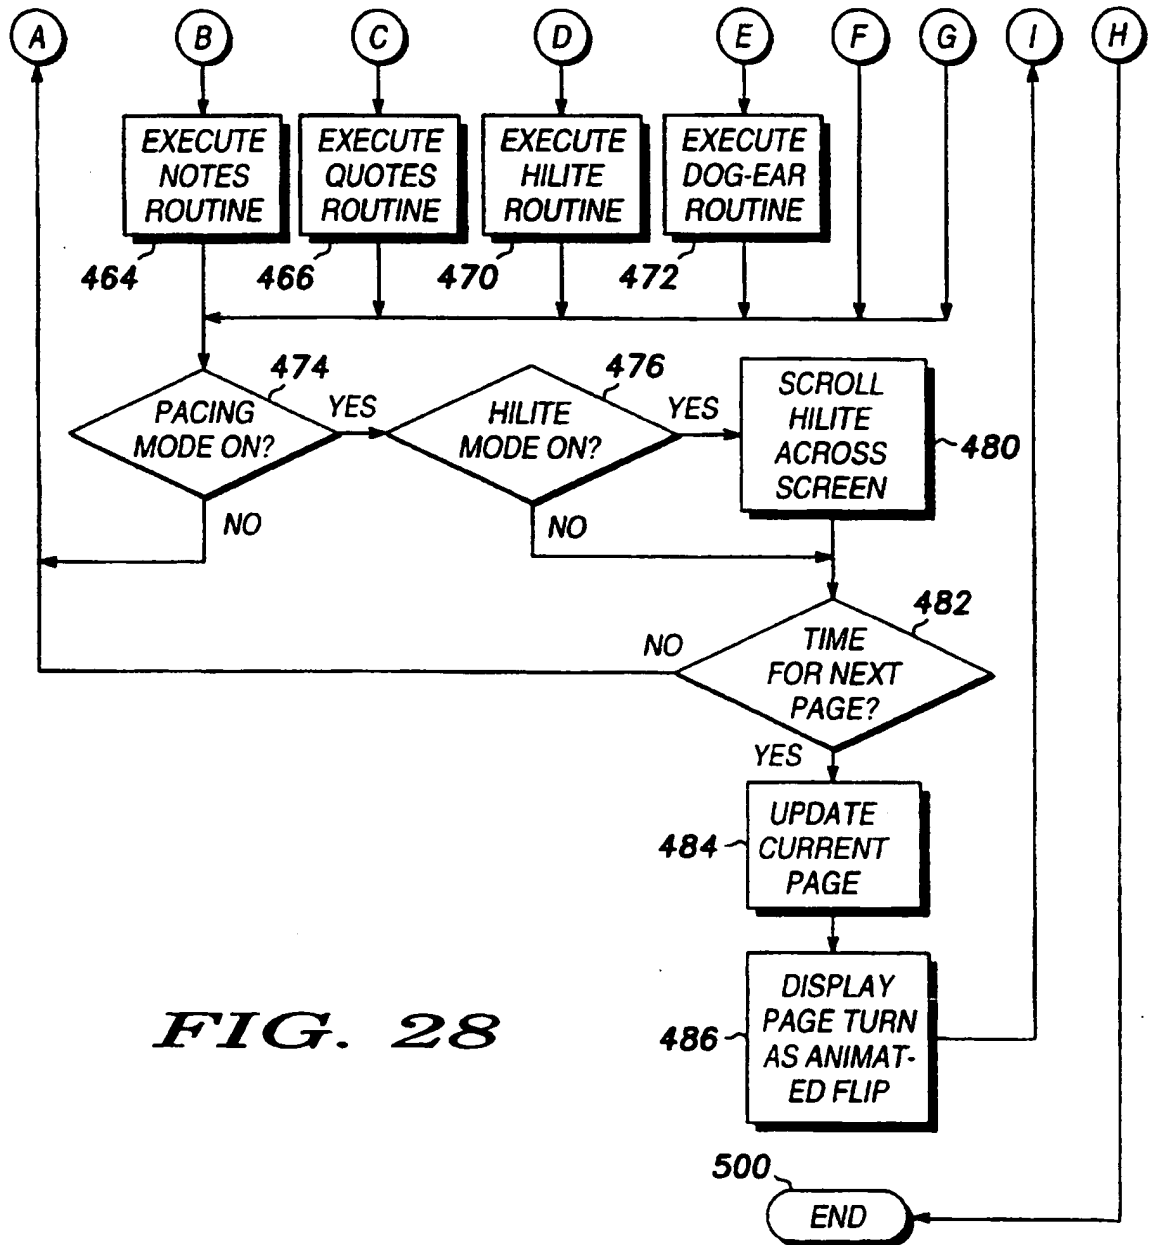 A B C D E F G I H
EXECUTE
NOTES
ROUTINE
464
EXECUTE
QUOTES
ROUTINE
466
EXECUTE
HILITE
ROUTINE
470
EXECUTE
DOG-EAR
ROUTINE
472
PACING
MODE ON?
474
YES
NO
HILITE
MODE ON?
476
YES
NO
SCROLL
HILITE
ACROSS
SCREEN
480
TIME
FOR NEXT
PAGE?
482
NO
YES
UPDATE
CURRENT
PAGE
484
DISPLAY
PAGE TURN
AS ANIMAT-
ED FLIP
486
FIG. 28
500
END